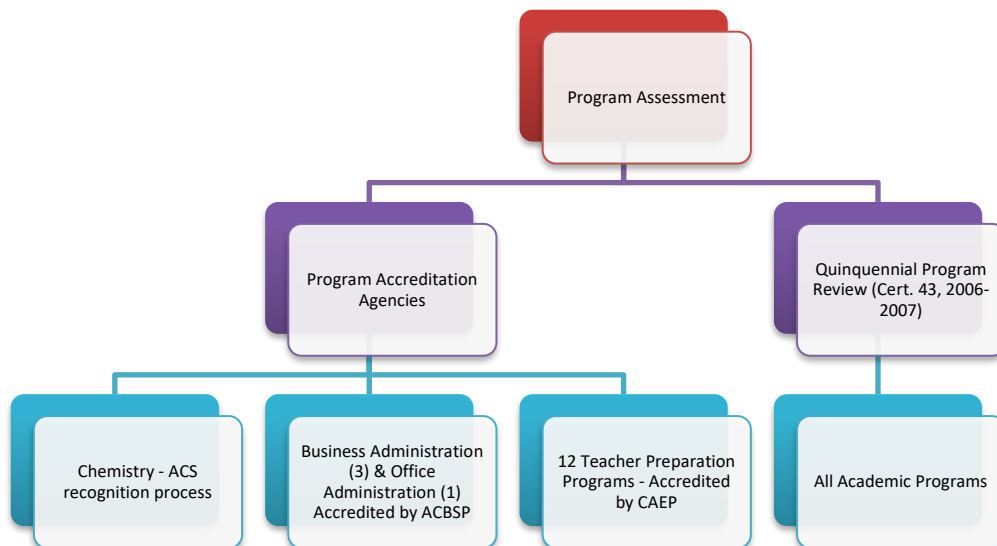 Program Assessment
Program Accreditation
Agencies
Quinquennial Program
Review (Cert. 43, 2006-
2007)
Chemistry - ACS
recognition process
Business Administration
(3) & Office
Administration (1)
Accredited by ACBSP
12 Teacher Preparation
Programs - Accredited
by CAEP
All Academic Programs